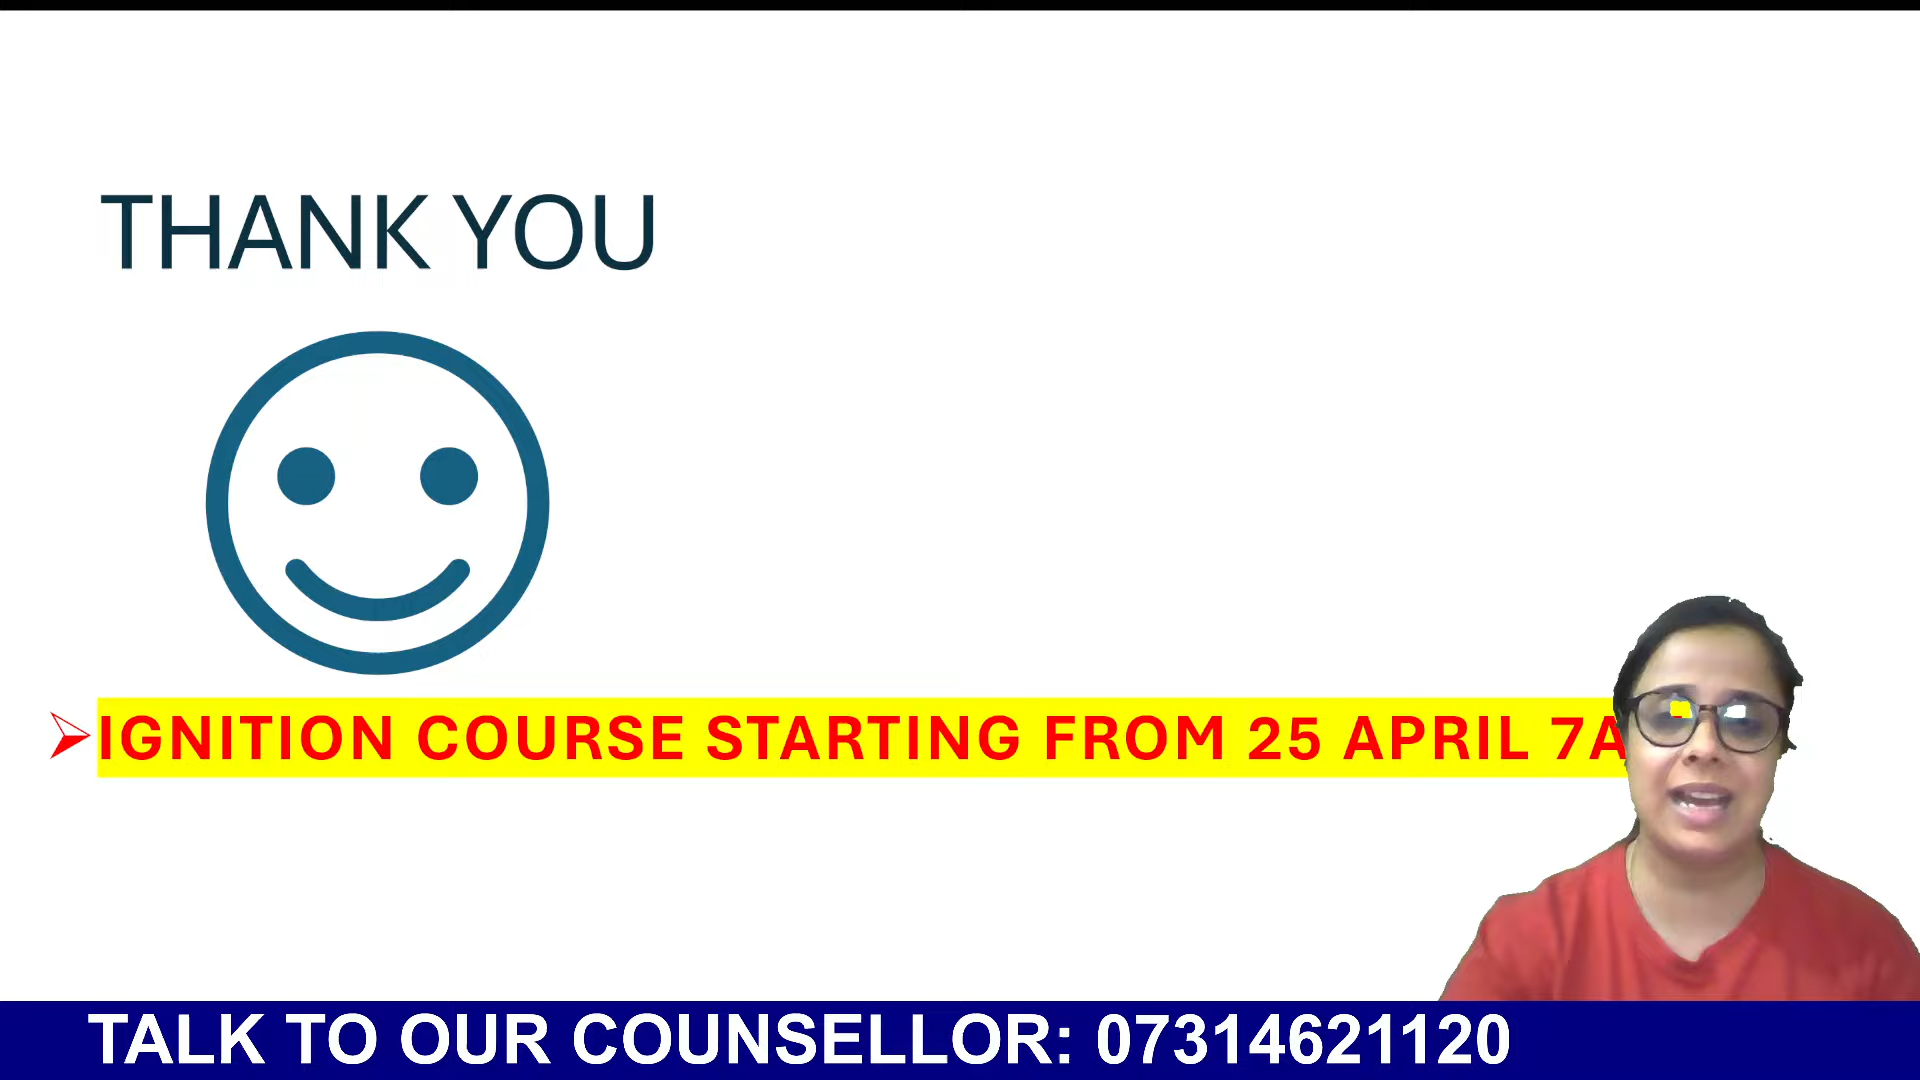 THANK YOU
IGNITION COURSE STARTING FROM 25 APRIL 7A
TALK TO OUR COUNSELLOR: 07314621120